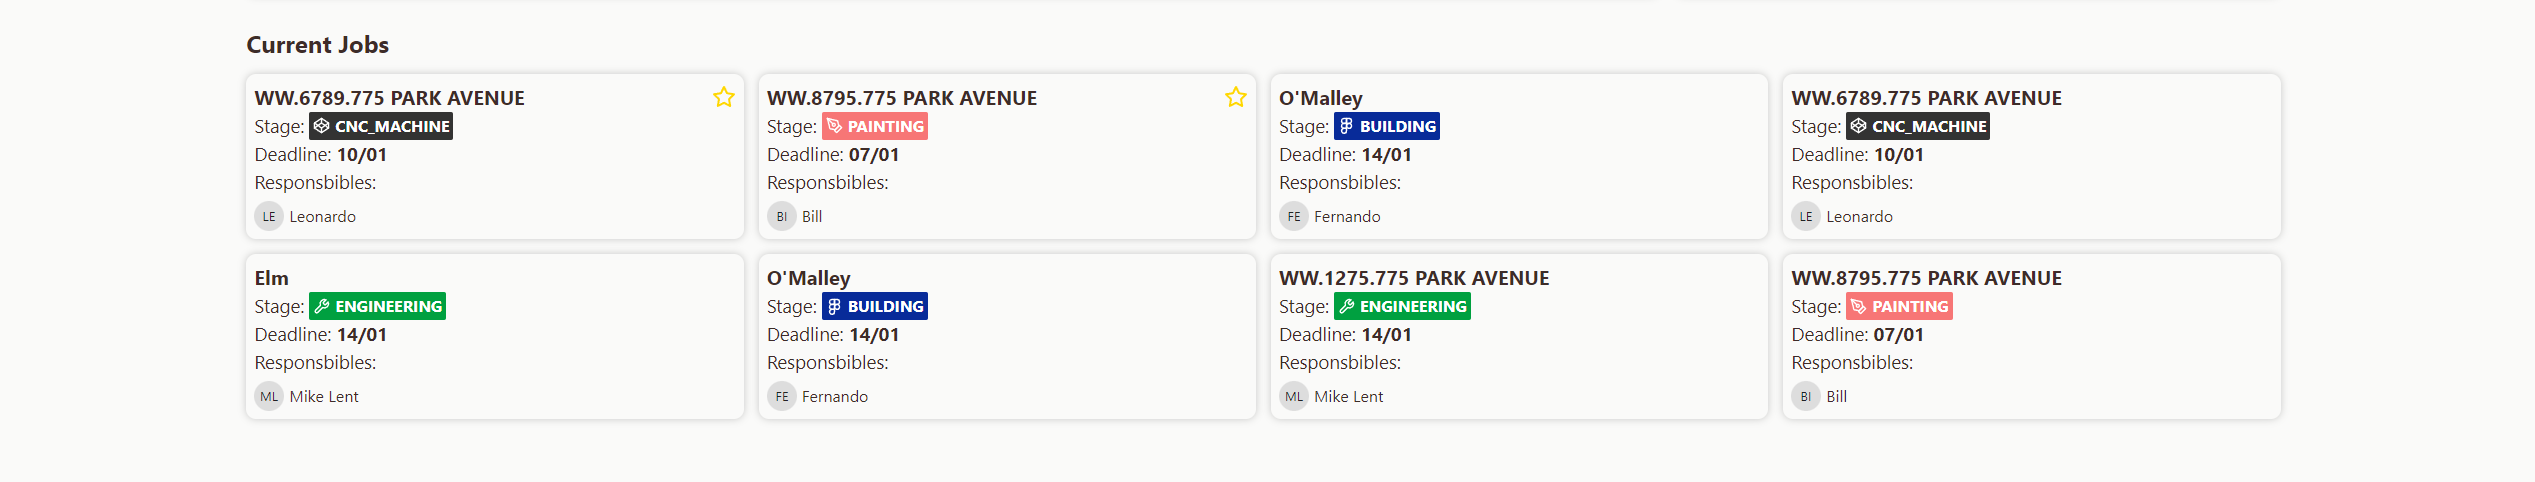 Current Jobs
WW.6789.775 PARK AVENUE
Stage: CNC_MACHINE
Deadline: 10/01
Responsbibles:
LE Leonardo
WW.8795.775 PARK AVENUE
Stage: PAINTING
Deadline: 07/01
Responsbibles:
BI Bill
O'Malley
Stage: BUILDING
Deadline: 14/01
Responsbibles:
FE Fernando
WW.6789.775 PARK AVENUE
Stage: CNC_MACHINE
Deadline: 10/01
Responsbibles:
LE Leonardo
Elm
Stage: ENGINEERING
Deadline: 14/01
Responsbibles:
ML Mike Lent
O'Malley
Stage: BUILDING
Deadline: 14/01
Responsbibles:
FE Fernando
WW.1275.775 PARK AVENUE
Stage: ENGINEERING
Deadline: 14/01
Responsbibles:
ML Mike Lent
WW.8795.775 PARK AVENUE
Stage: PAINTING
Deadline: 07/01
Responsbibles:
BI Bill